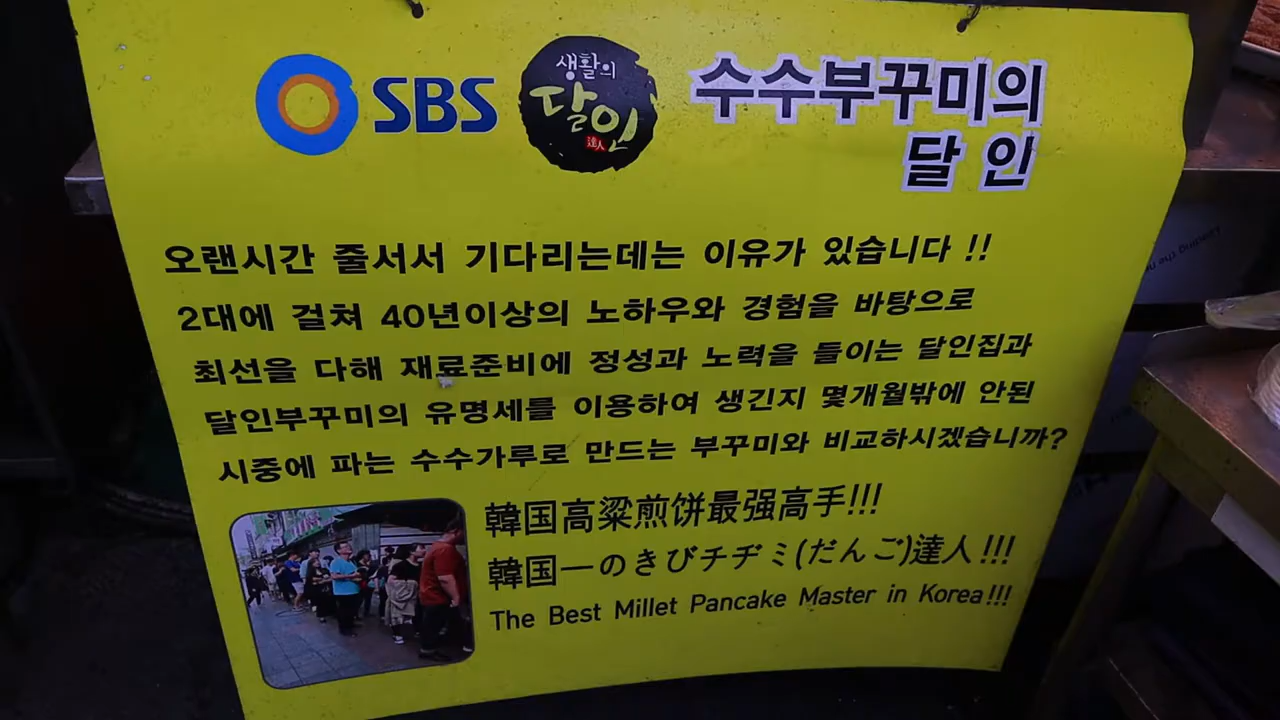 SBS
생활의
달인
達人
수수부꾸미의
달 인
오랜시간 줄서서 기다리는데는 이유가 있습니다 !!
2대에 걸쳐 40년이상의 노하우와 경험을 바탕으로
최선을 다해 재료준비에 정성과 노력을 들이는 달인집과
달인부꾸미의 유명세를 이용하여 생긴지 몇개월밖에 안된
시중에 파는 수수가루로 만드는 부꾸미와 비교하시겠습니까?
韓国高粱煎饼最强高手!!!
韓国一のきびチヂミ(だんご)達人!!!
The Best Millet Pancake Master in Korea!!!